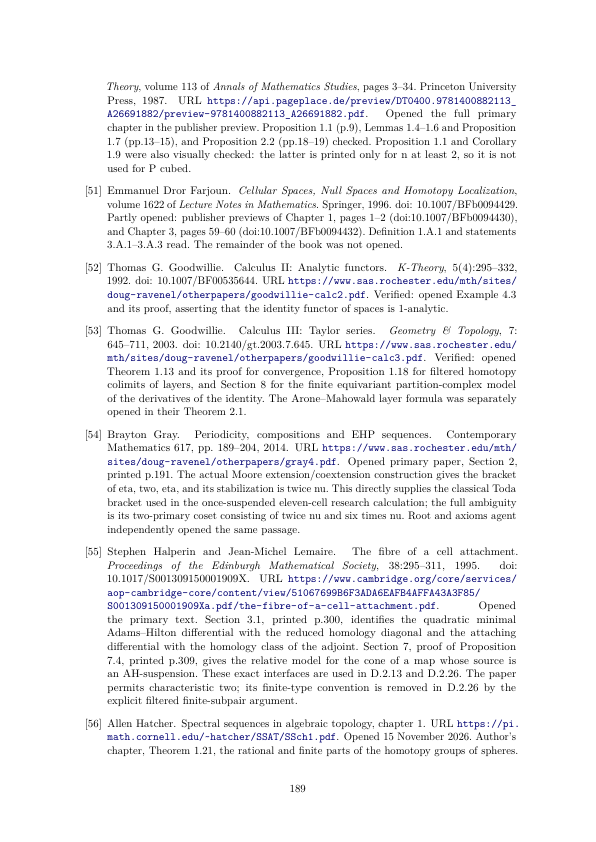 Theory, volume 113 of Annals of Mathematics Studies, pages 3–34. Princeton University
Press, 1987. URL https://api.pageplace.de/preview/DT0400.9781400882113_
A26691882/preview-9781400882113_A26691882.pdf. Opened the full primary
chapter in the publisher preview. Proposition 1.1 (p.9), Lemmas 1.4–1.6 and Proposition
1.7 (pp.13–15), and Proposition 2.2 (pp.18–19) checked. Proposition 1.1 and Corollary
1.9 were also visually checked: the latter is printed only for n at least 2, so it is not
used for P cubed.
[51] Emmanuel Dror Farjoun. Cellular Spaces, Null Spaces and Homotopy Localization,
volume 1622 of Lecture Notes in Mathematics. Springer, 1996. doi: 10.1007/BFb0094429.
Partly opened: publisher previews of Chapter 1, pages 1–2 (doi:10.1007/BFb0094430),
and Chapter 3, pages 59–60 (doi:10.1007/BFb0094432). Definition 1.A.1 and statements
3.A.1–3.A.3 read. The remainder of the book was not opened.
[52] Thomas G. Goodwillie. Calculus II: Analytic functors. K-Theory, 5(4):295–332,
1992. doi: 10.1007/BF00535644. URL https://www.sas.rochester.edu/mth/sites/
doug-ravenel/otherpapers/goodwillie-calc2.pdf. Verified: opened Example 4.3
and its proof, asserting that the identity functor of spaces is 1-analytic.
[53] Thomas G. Goodwillie. Calculus III: Taylor series. Geometry & Topology, 7:
645–711, 2003. doi: 10.2140/gt.2003.7.645. URL https://www.sas.rochester.edu/
mth/sites/doug-ravenel/otherpapers/goodwillie-calc3.pdf. Verified: opened
Theorem 1.13 and its proof for convergence, Proposition 1.18 for filtered homotopy
colimits of layers, and Section 8 for the finite equivariant partition-complex model
of the derivatives of the identity. The Arone–Mahowald layer formula was separately
opened in their Theorem 2.1.
[54] Brayton Gray. Periodicity, compositions and EHP sequences. Contemporary
Mathematics 617, pp. 189–204, 2014. URL https://www.sas.rochester.edu/mth/
sites/doug-ravenel/otherpapers/gray4.pdf. Opened primary paper, Section 2,
printed p.191. The actual Moore extension/coextension construction gives the bracket
of eta, two, eta, and its stabilization is twice nu. This directly supplies the classical Toda
bracket used in the once-suspended eleven-cell research calculation; the full ambiguity
is its two-primary coset consisting of twice nu and six times nu. Root and axioms agent
independently opened the same passage.
[55] Stephen Halperin and Jean-Michel Lemaire. The fibre of a cell attachment.
Proceedings of the Edinburgh Mathematical Society, 38:295–311, 1995. doi:
10.1017/S001309150001909X. URL https://www.cambridge.org/core/services/
aop-cambridge-core/content/view/51067699B6F3ADA6EAFB4AFFA43A3F85/
S001309150001909Xa.pdf/the-fibre-of-a-cell-attachment.pdf. Opened
the primary text. Section 3.1, printed p.300, identifies the quadratic minimal
Adams–Hilton differential with the reduced homology diagonal and the attaching
differential with the homology class of the adjoint. Section 7, proof of Proposition
7.4, printed p.309, gives the relative model for the cone of a map whose source is
an AH-suspension. These exact interfaces are used in D.2.13 and D.2.26. The paper
permits characteristic two; its finite-type convention is removed in D.2.26 by the
explicit filtered finite-subpair argument.
[56] Allen Hatcher. Spectral sequences in algebraic topology, chapter 1. URL https://pi.
math.cornell.edu/~hatcher/SSAT/SSch1.pdf. Opened 15 November 2026. Author's
chapter, Theorem 1.21, the rational and finite parts of the homotopy groups of spheres.
189